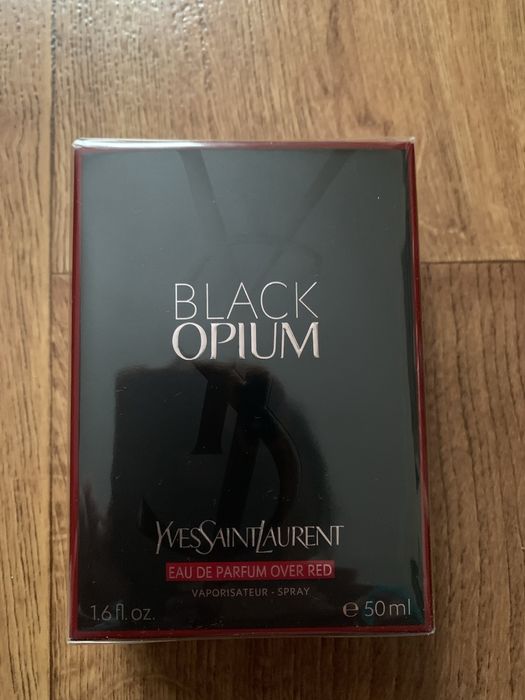 BLACK
OPIUM
YVESSAINTLAURENT
EAU DE PARFUM OVER RED
VAPORISATEUR - SPRAY
1.6 fl. oz. e 50 ml